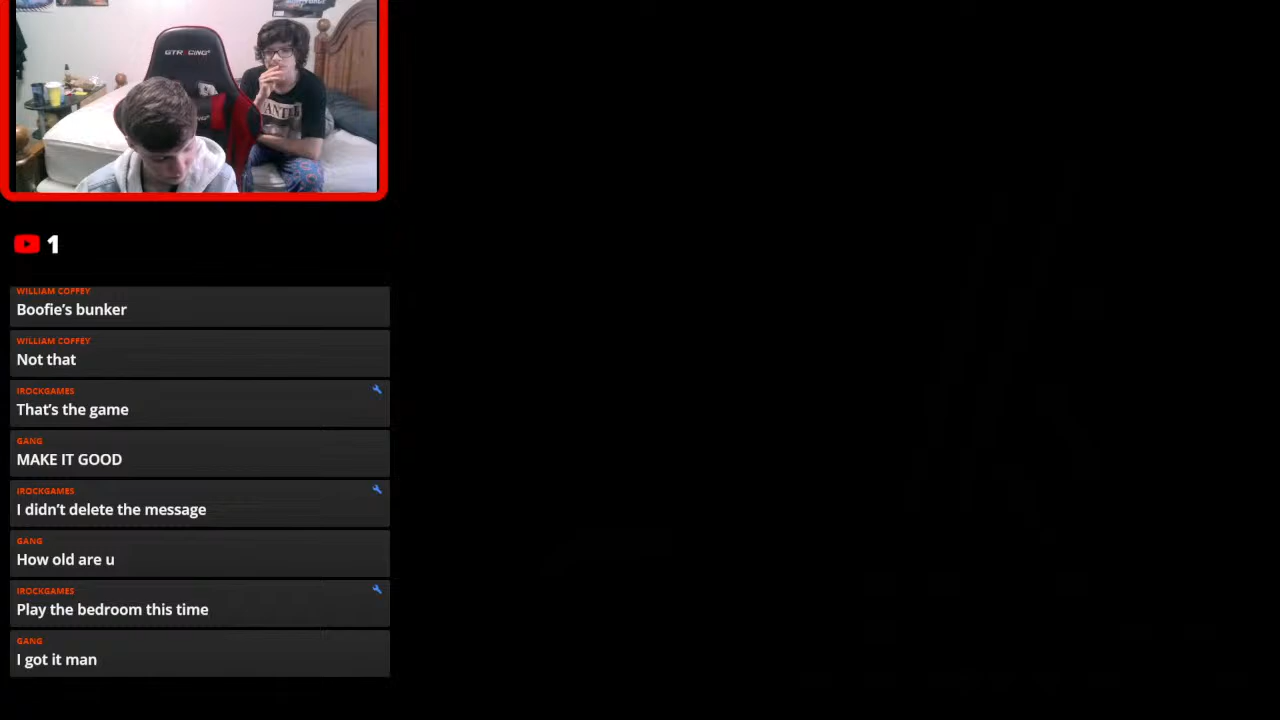 GTRACING
1
WILLIAM COFFEY
Boofie’s bunker
WILLIAM COFFEY
Not that
IROCKGAMES
That’s the game
GANG
MAKE IT GOOD
IROCKGAMES
I didn’t delete the message
GANG
How old are u
IROCKGAMES
Play the bedroom this time
GANG
I got it man